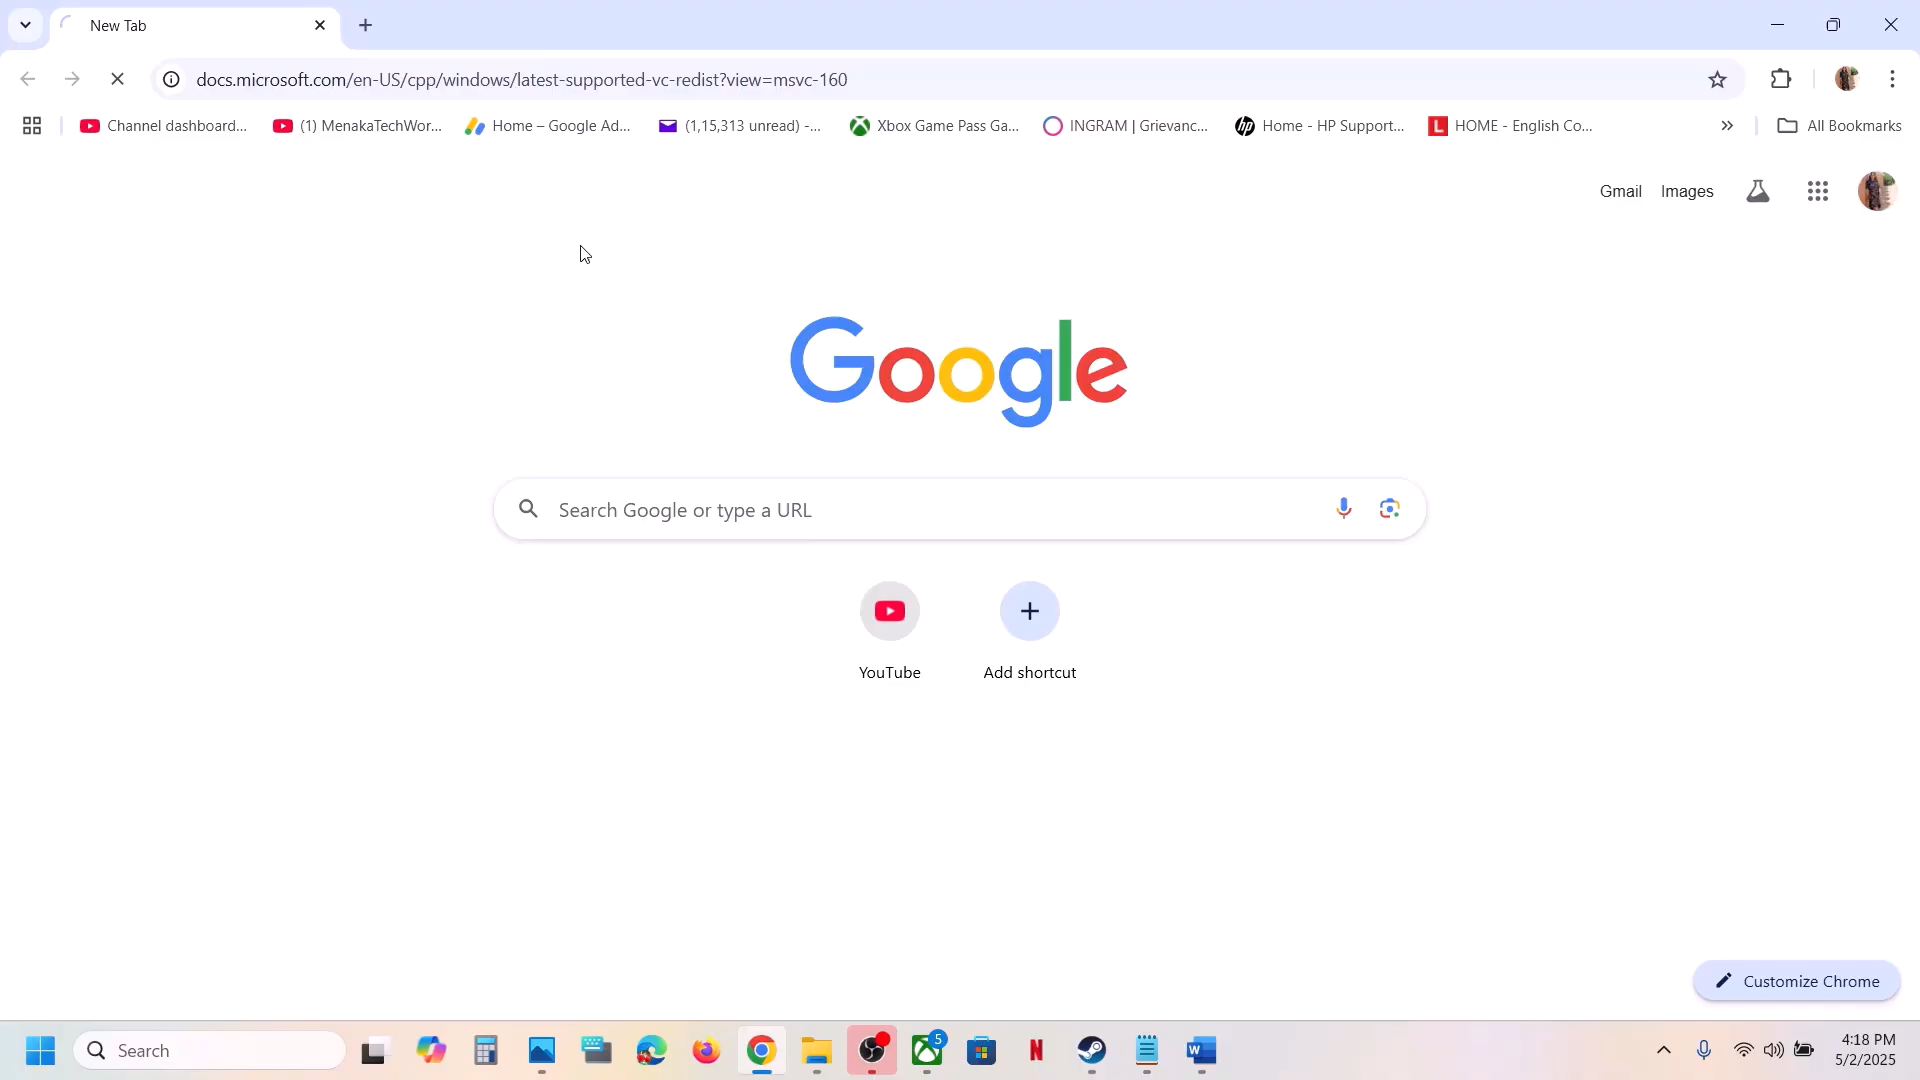 New Tab
docs.microsoft.com/en-US/cpp/windows/latest-supported-vc-redist?view=msvc-160
Channel dashboard...
(1) MenakaTechWor...
Home – Google Ad...
(1,15,313 unread) -...
Xbox Game Pass Ga...
INGRAM | Grievanc...
Home - HP Support...
HOME - English Co...
All Bookmarks
Gmail
Images
Google
Search Google or type a URL
YouTube
Add shortcut
Customize Chrome
Search
5
4:18 PM
5/2/2025